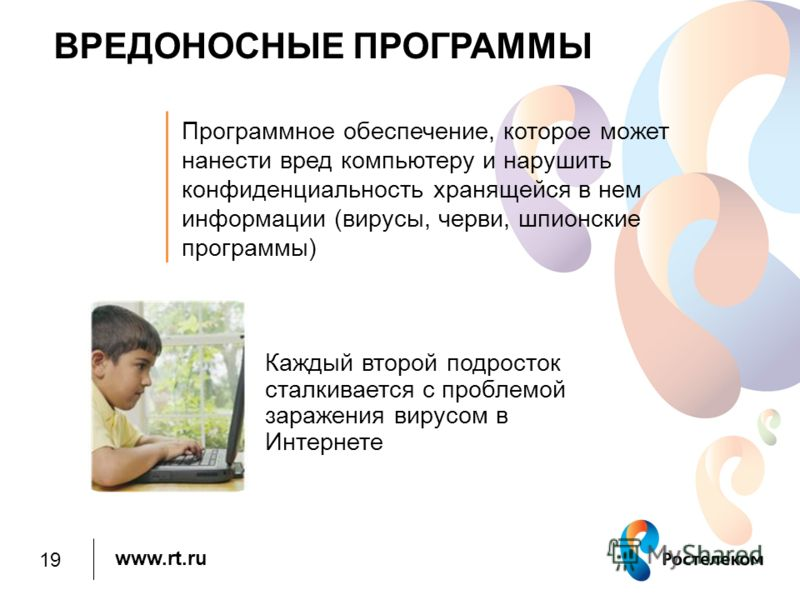 ВРЕДОНОСНЫЕ ПРОГРАММЫ
Программное обеспечение, которое может
нанести вред компьютеру и нарушить
конфиденциальность хранящейся в нем
информации (вирусы, черви, шпионские
программы)
Каждый второй подросток
сталкивается с проблемой
заражения вирусом в
Интернете
19
www.rt.ru
MyShared
Ростелеком